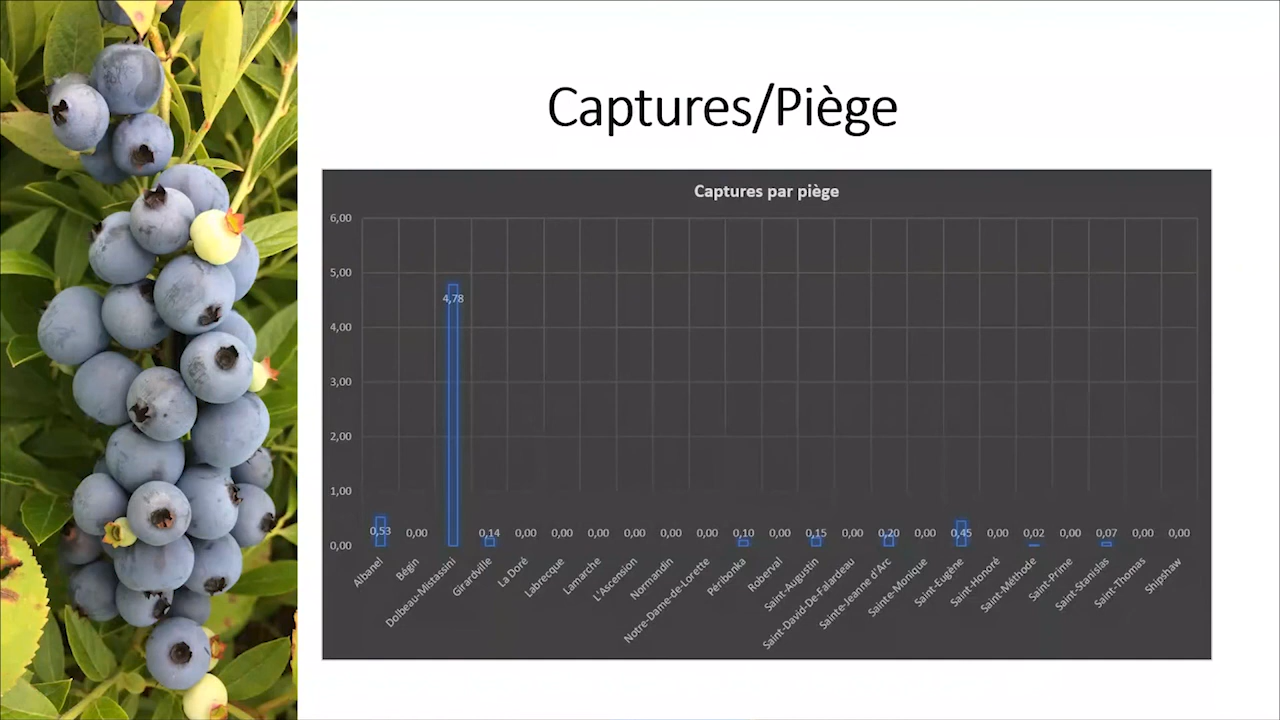 Captures/Piège
Captures par piège
6,00
5,00
4,00
3,00
2,00
1,00
0,00
0,53
0,00
4,78
0,14
0,00
0,00
0,00
0,00
0,00
0,00
0,10
0,00
0,15
0,00
0,20
0,00
0,45
0,00
0,02
0,00
0,07
0,00
0,00
Albanel
Bégin
Dolbeau-Mistassini
Girardville
La Doré
Labrecque
Lamarche
L'Ascension
Normandin
Notre-Dame-de-Lorette
Peribonka
Roberval
Saint-Augustin
Saint-David-De-Falardeau
Sainte-Jeanne d'Arc
Sainte-Monique
Saint-Eugène
Saint-Honoré
Saint-Méthode
Saint-Prime
Saint-Stanislas
Saint-Thomas
Shipshaw